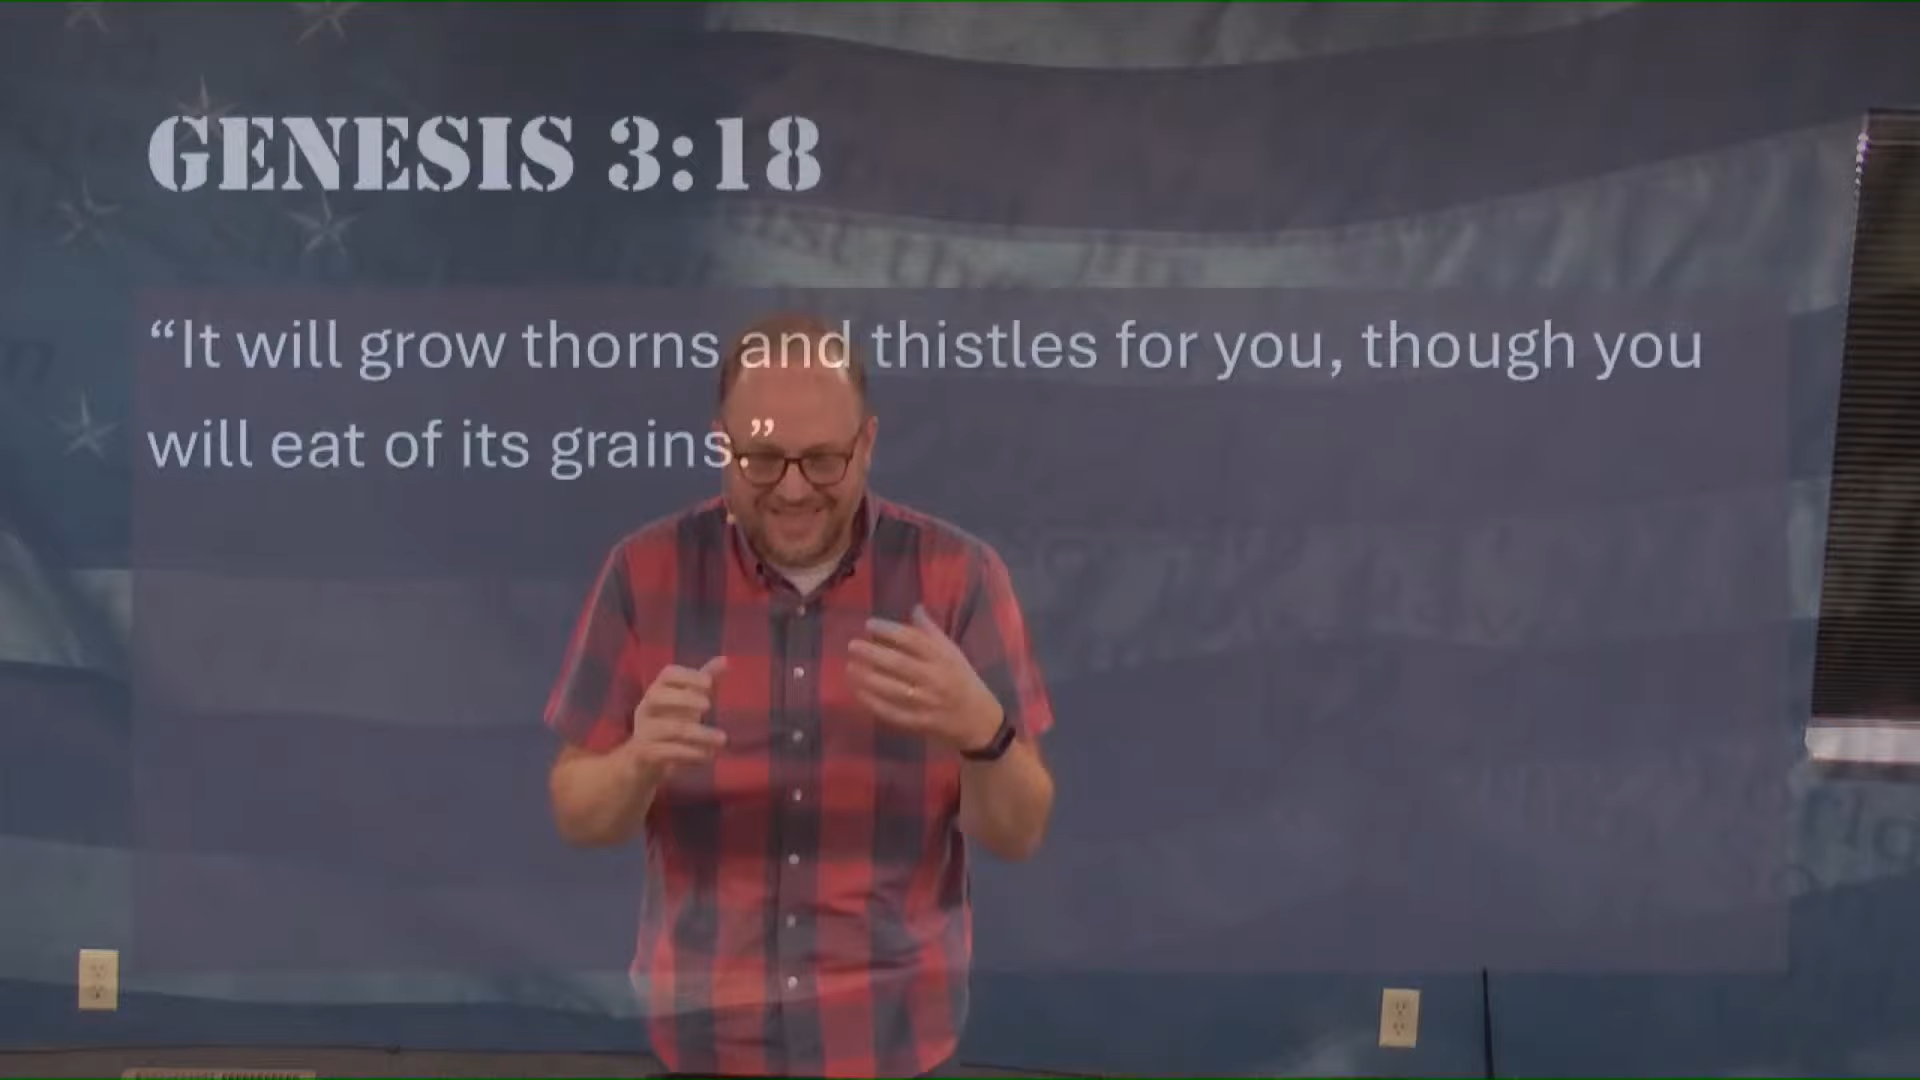 GENESIS 3:18
“It will grow thorns and thistles for you, though you
will eat of its grains.”